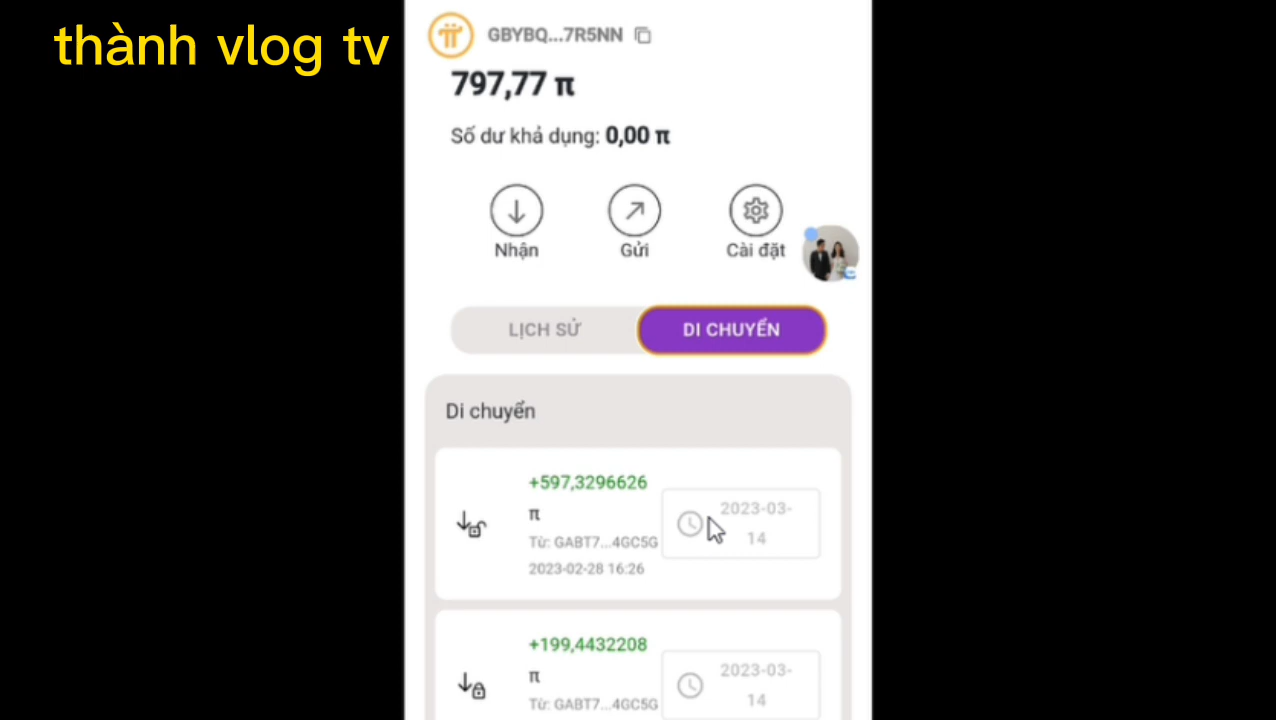 thành vlog tv
GBYBQ...7R5NN
797,77 π
Số dư khả dụng: 0,00 π
Nhận
Gửi
Cài đặt
LỊCH SỬ
DI CHUYỂN
Di chuyển
+597,3296626
π
Từ: GABT7...4GC5G
2023-02-28 16:26
2023-03-
14
+199,4432208
π
Từ: GABT7...4GC5G
2023-03-
14